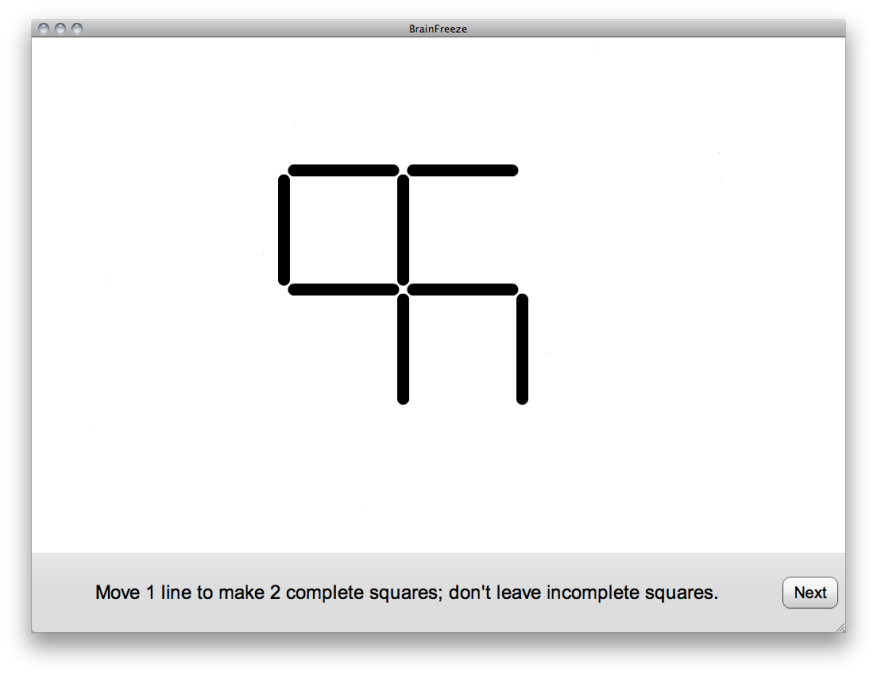 BrainFreeze
Move 1 line to make 2 complete squares; don't leave incomplete squares.
Next